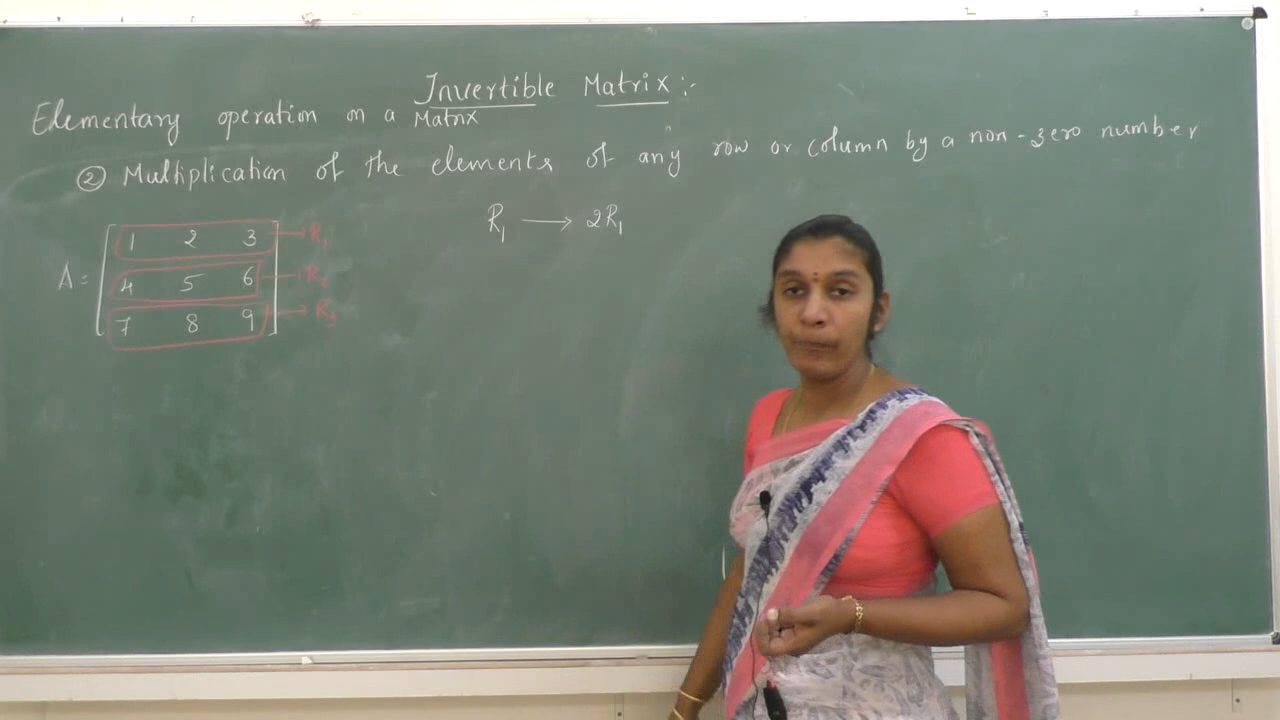 Invertible Matrix :-
Elementary operation on a Matrix
② Multiplication of the elements of any row or column by a non-zero number
R₁ → 2R₁
A = [ 1 2 3 → R₁
4 5 6 → R₂
7 8 9 ] → R₃